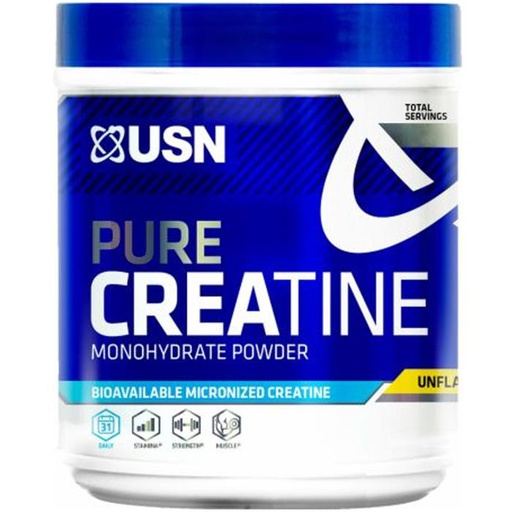 TOTAL
SERVINGS
USN
PURE
CREATINE
MONOHYDRATE POWDER
BIOAVAILABLE MICRONIZED CREATINE
UNFLA
31
DAILY STAMINA STRENGTH MUSCLE